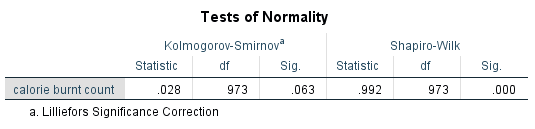 Tests of Normality
Kolmogorov-Smirnovᵃ Shapiro-Wilk
Statistic df Sig. Statistic df Sig.
calorie burnt count .028 973 .063 .992 973 .000
a. Lilliefors Significance Correction